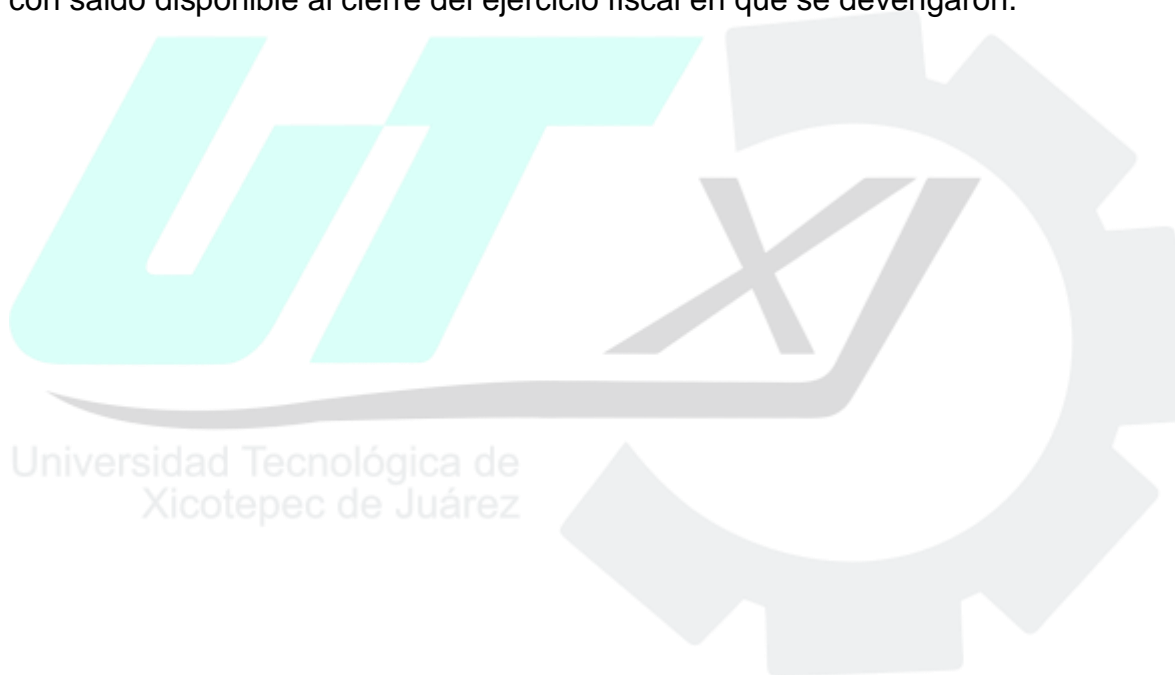 con saldo disponible al cierre del ejercicio fiscal en que se devengaron.
UT XJ
Universidad Tecnológica de
Xicotepec de Juárez